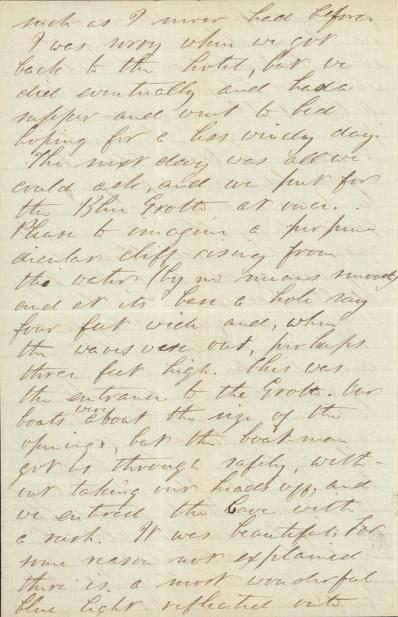 such as I never had before.
I was sorry when we got
back to the hotel, but we
did eventually and had a
supper and went to bed
hoping for a less windy day.
The next day was all we
could ask, and we put for
the Blue Grotto at once.
Please to imagine a perpen
dicular cliff rising from
the water (by no means smooth)
and at its base a hole say
four feet wide and, when
the waves were out, perhaps
three feet high. This was
the entrance to the Grotto. Our
boats were about the size of the
opening, but the boatman
got us through safely, with-
out taking our heads off, and
we entered the Cave with
a rush. It was beautiful. For
some reason not explained
there is a most wonderful
blue light reflected into